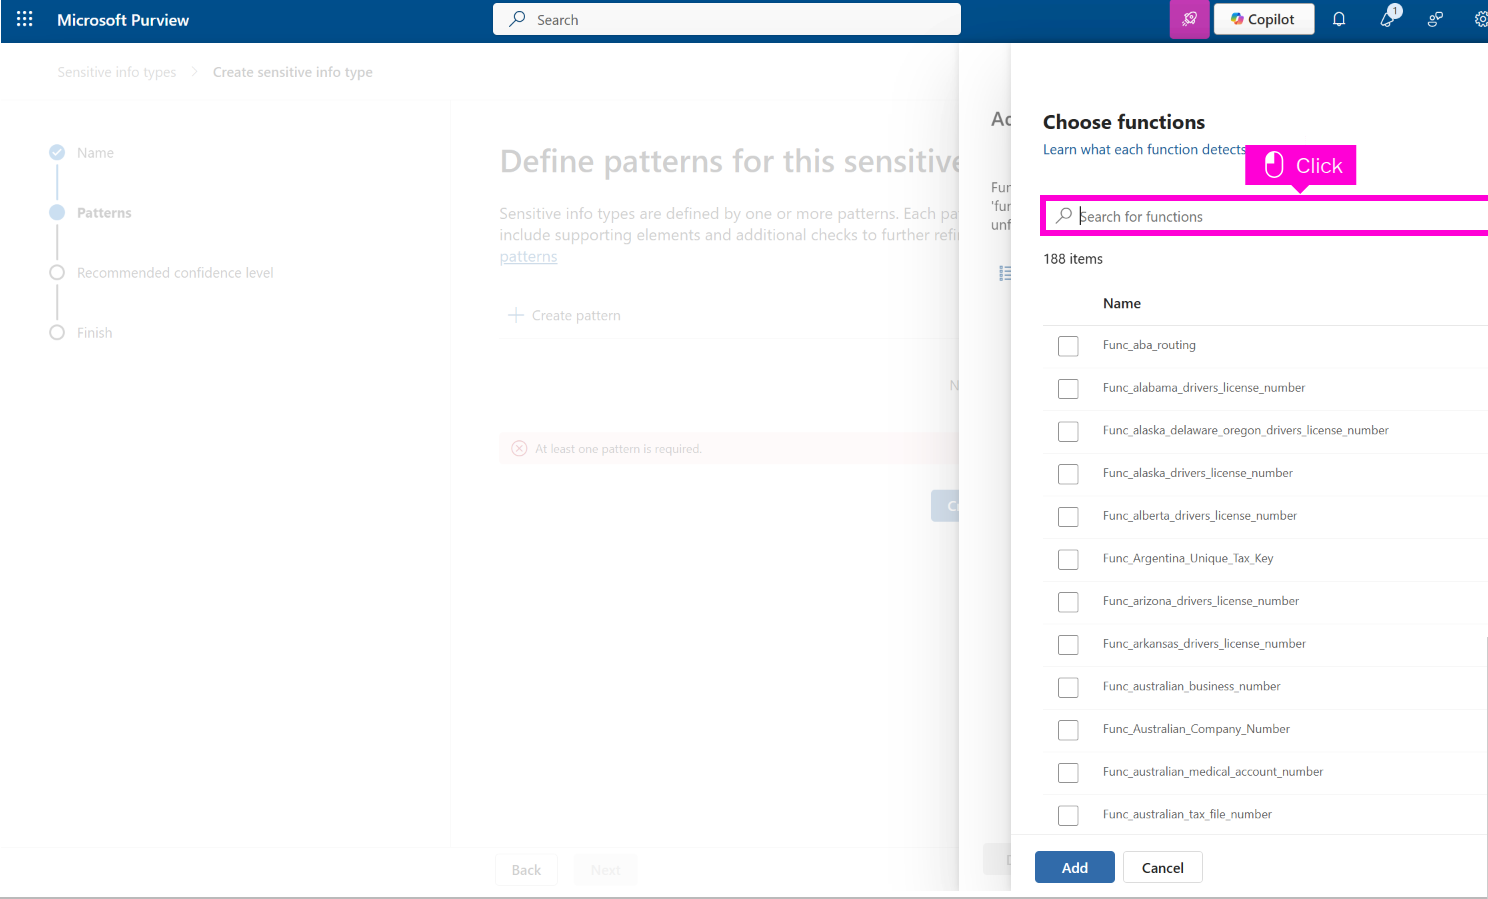 Microsoft Purview
Search
Copilot
1
Sensitive info types
Create sensitive info type
Name
Patterns
Recommended confidence level
Finish
Define patterns for this sensitive
Sensitive info types are defined by one or more patterns. Each pa
include supporting elements and additional checks to further refi
patterns
Create pattern
At least one pattern is required.
Back
Next
Choose functions
Learn what each function detects
Click
Search for functions
188 items
Name
Func_aba_routing
Func_alabama_drivers_license_number
Func_alaska_delaware_oregon_drivers_license_number
Func_alaska_drivers_license_number
Func_alberta_drivers_license_number
Func_Argentina_Unique_Tax_Key
Func_arizona_drivers_license_number
Func_arkansas_drivers_license_number
Func_australian_business_number
Func_Australian_Company_Number
Func_australian_medical_account_number
Func_australian_tax_file_number
Add
Cancel